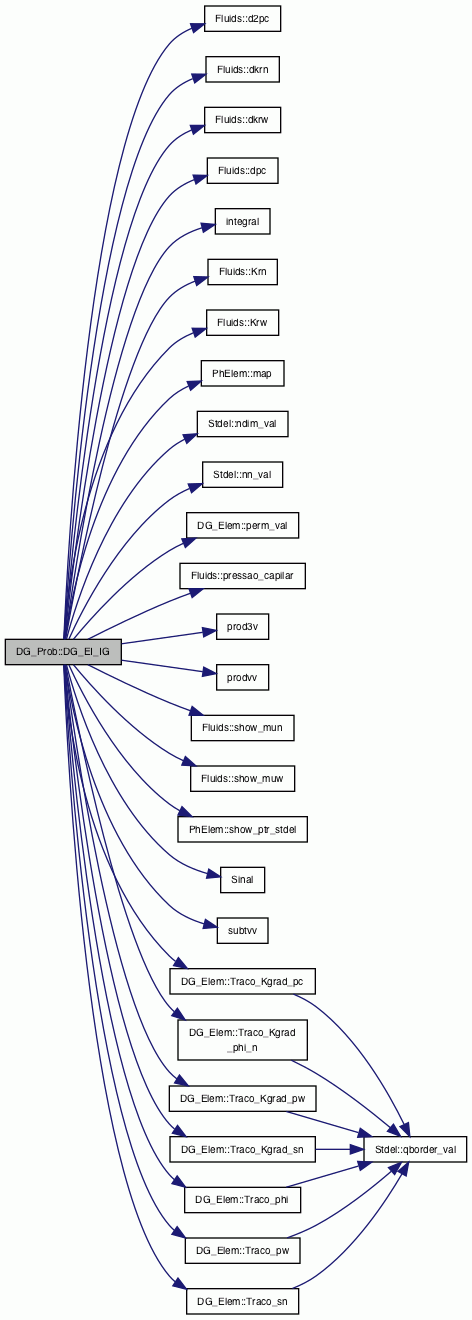 Fluids::d2pc
Fluids::dkrn
Fluids::dkrw
Fluids::dpc
integral
Fluids::Krn
Fluids::Krw
PhElem::map
Stdel::ndim_val
Stdel::nn_val
DG_Elem::perm_val
Fluids::pressao_capilar
prod3v
DG_Prob::DG_EI_IG
prodvv
Fluids::show_mun
Fluids::show_muw
PhElem::show_ptr_stdel
Sinal
subtvv
DG_Elem::Traco_Kgrad_pc
DG_Elem::Traco_Kgrad
_phi_n
DG_Elem::Traco_Kgrad_pw
DG_Elem::Traco_Kgrad_sn
Stdel::qborder_val
DG_Elem::Traco_phi
DG_Elem::Traco_pw
DG_Elem::Traco_sn